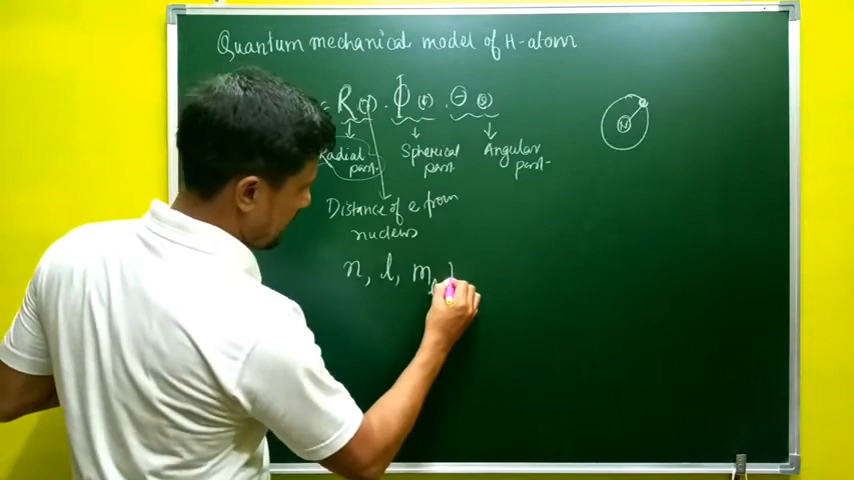 Quantum mechanical model of H-atom
= R(r) . Φ(φ) . Θ(θ)
Radial Spherical Angular
part part part
Distance of e from
nucleus
n, l, m
N